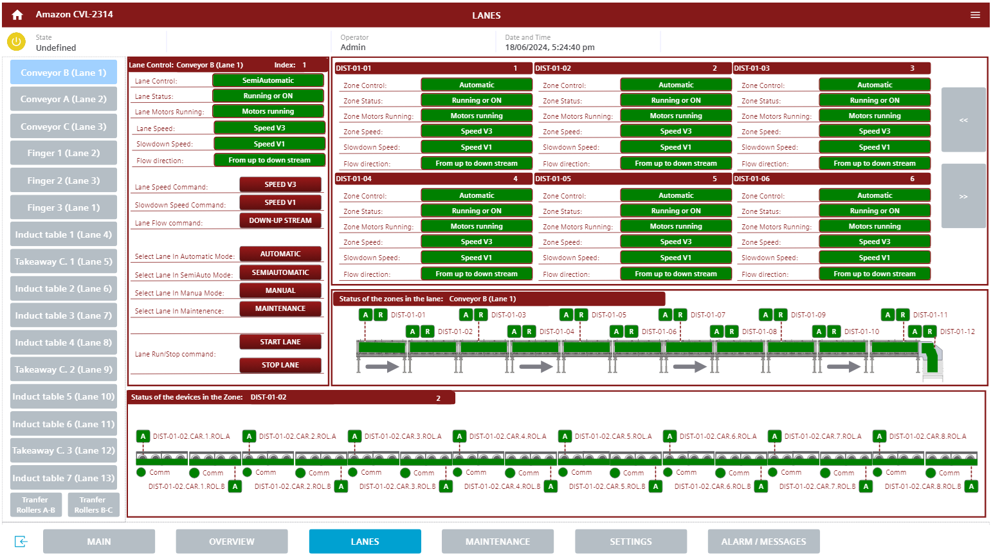 Amazon CVL-2314
LANES
State
Undefined
Operator
Admin
Date and Time
18/06/2024, 5:24:40 pm
Conveyor B (Lane 1)
Conveyor A (Lane 2)
Conveyor C (Lane 3)
Finger 1 (Lane 2)
Finger 2 (Lane 3)
Finger 3 (Lane 1)
Induct table 1 (Lane 4)
Takeaway C. 1 (Lane 5)
Induct table 2 (Lane 6)
Induct table 3 (Lane 7)
Induct table 4 (Lane 8)
Takeaway C. 2 (Lane 9)
Induct table 5 (Lane 10)
Induct table 6 (Lane 11)
Takeaway C. 3 (Lane 12)
Induct table 7 (Lane 13)
Tranfer Rollers A-B
Tranfer Rollers B-C
Lane Control: Conveyor B (Lane 1) Index: 1
Lane Control: SemiAutomatic
Lane Status: Running or ON
Lane Motors Running: Motors running
Lane Speed: Speed V3
Slowdown Speed: Speed V1
Flow direction: From up to down stream
Lane Speed Command: SPEED V3
Slowdown Speed Command: SPEED V1
Lane Flow command: DOWN-UP STREAM
Select Lane In Automatic Mode: AUTOMATIC
Select Lane In SemiAuto Mode: SEMIAUTOMATIC
Select Lane In Manua Mode: MANUAL
Select Lane In Maintenence: MAINTENANCE
START LANE
Lane Run/Stop command:
STOP LANE
DIST-01-01 1
Zone Control: Automatic
Zone Status: Running or ON
Zone Motors Running: Motors running
Zone Speed: Speed V3
Slowdown Speed: Speed V1
Flow direction: From up to down stream
DIST-01-02 2
Zone Control: Automatic
Zone Status: Running or ON
Zone Motors Running: Motors running
Zone Speed: Speed V3
Slowdown Speed: Speed V1
Flow direction: From up to down stream
DIST-01-03 3
Zone Control: Automatic
Zone Status: Running or ON
Zone Motors Running: Motors running
Zone Speed: Speed V3
Slowdown Speed: Speed V1
Flow direction: From up to down stream
DIST-01-04 4
Zone Control: Automatic
Zone Status: Running or ON
Zone Motors Running: Motors running
Zone Speed: Speed V3
Slowdown Speed: Speed V1
Flow direction: From up to down stream
DIST-01-05 5
Zone Control: Automatic
Zone Status: Running or ON
Zone Motors Running: Motors running
Zone Speed: Speed V3
Slowdown Speed: Speed V1
Flow direction: From up to down stream
DIST-01-06 6
Zone Control: Automatic
Zone Status: Running or ON
Zone Motors Running: Motors running
Zone Speed: Speed V3
Slowdown Speed: Speed V1
Flow direction: From up to down stream
<<
>>
Status of the zones in the lane: Conveyor B (Lane 1)
A R DIST-01-01 A R DIST-01-03 A R DIST-01-05 A R DIST-01-07 A R DIST-01-09 A R DIST-01-11
A R DIST-01-02 A R DIST-01-04 A R DIST-01-06 A R DIST-01-08 A R DIST-01-10 A R DIST-01-12
Status of the devices in the Zone: DIST-01-02 2
A DIST-01-02.CAR.1.ROL.A A DIST-01-02.CAR.2.ROL.A A DIST-01-02.CAR.3.ROL.A A DIST-01-02.CAR.4.ROL.A A DIST-01-02.CAR.5.ROL.A A DIST-01-02.CAR.6.ROL.A A DIST-01-02.CAR.7.ROL.A A DIST-01-02.CAR.8.ROL.A
Comm Comm Comm Comm Comm Comm Comm Comm Comm Comm Comm Comm Comm Comm Comm Comm
DIST-01-02.CAR.1.ROL.B A DIST-01-02.CAR.2.ROL.B A DIST-01-02.CAR.3.ROL.B A DIST-01-02.CAR.4.ROL.B A DIST-01-02.CAR.5.ROL.B A DIST-01-02.CAR.6.ROL.B A DIST-01-02.CAR.7.ROL.B A DIST-01-02.CAR.8.ROL.B A
MAIN
OVERVIEW
LANES
MAINTENANCE
SETTINGS
ALARM / MESSAGES